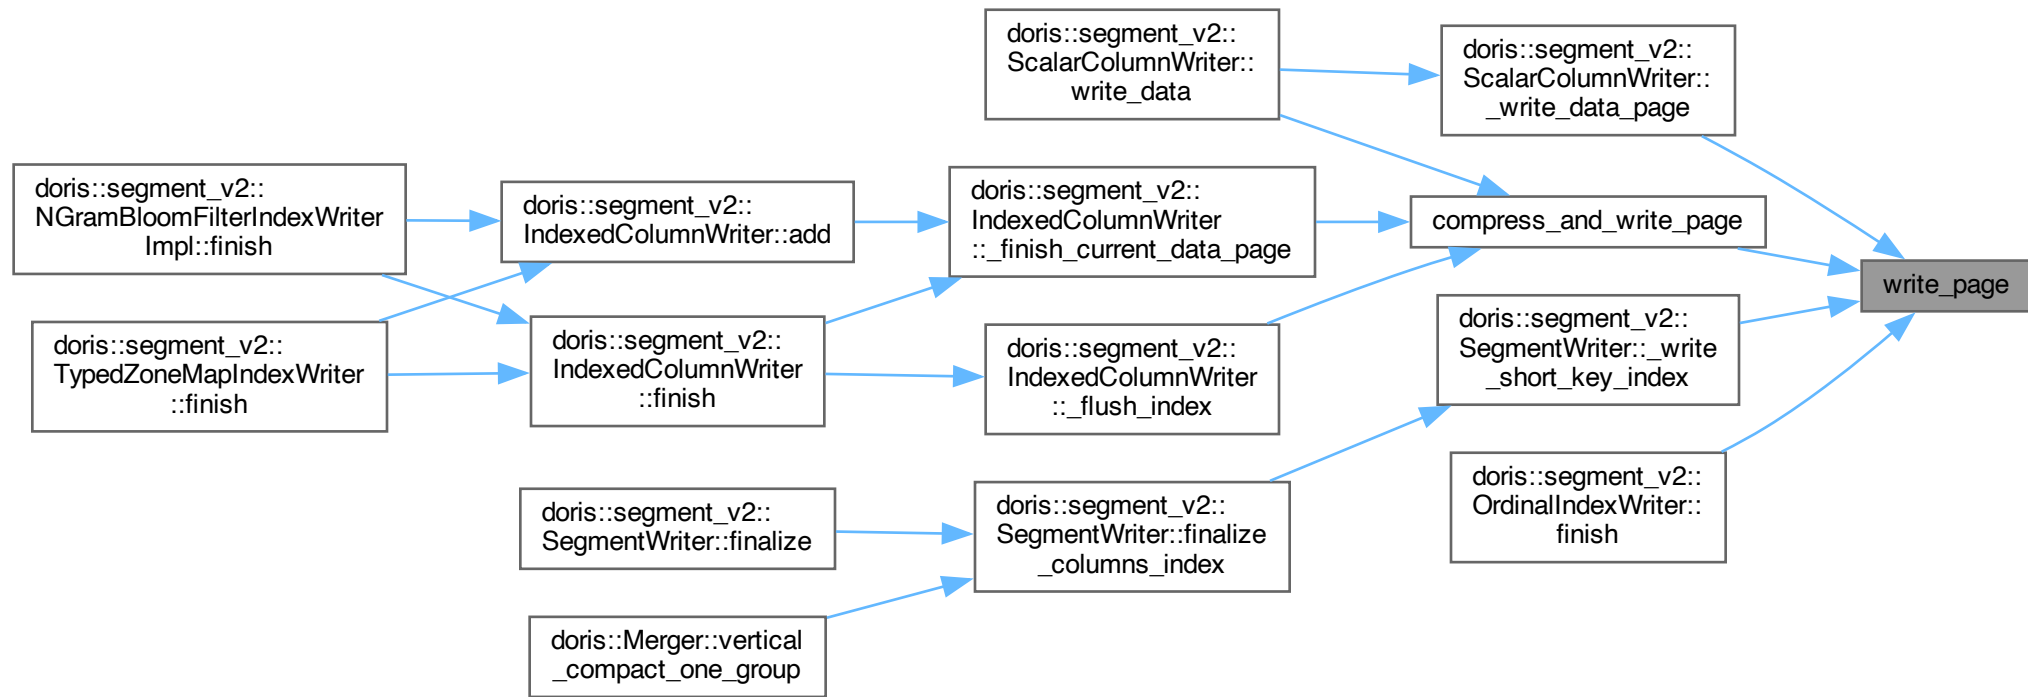 doris::segment_v2::
ScalarColumnWriter::
write_data
doris::segment_v2::
ScalarColumnWriter::
_write_data_page
doris::segment_v2::
NGramBloomFilterIndexWriter
Impl::finish
doris::segment_v2::
IndexedColumnWriter::add
doris::segment_v2::
IndexedColumnWriter
::_finish_current_data_page
compress_and_write_page
write_page
doris::segment_v2::
TypedZoneMapIndexWriter
::finish
doris::segment_v2::
IndexedColumnWriter
::finish
doris::segment_v2::
IndexedColumnWriter
::_flush_index
doris::segment_v2::
SegmentWriter::_write
_short_key_index
doris::segment_v2::
OrdinalIndexWriter::
finish
doris::segment_v2::
SegmentWriter::finalize
doris::segment_v2::
SegmentWriter::finalize
_columns_index
doris::Merger::vertical
_compact_one_group